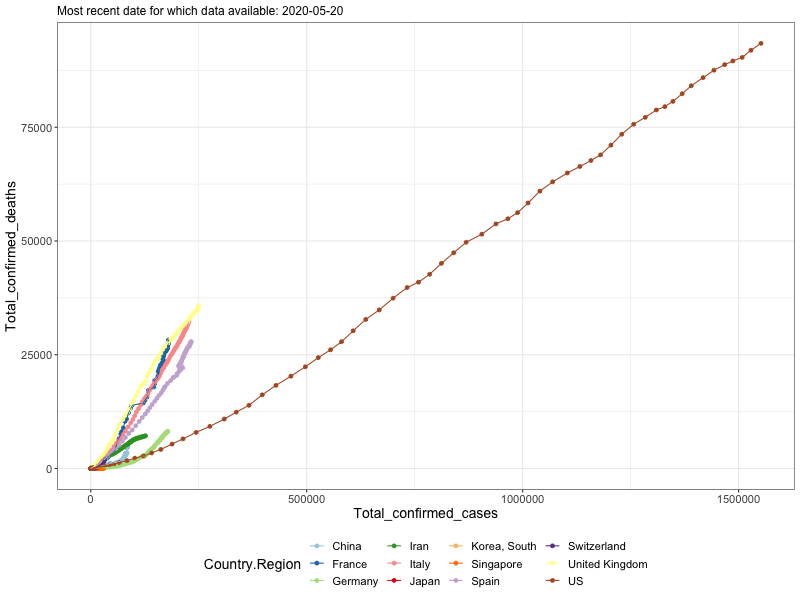 Most recent date for which data available: 2020-05-20
Total_confirmed_deaths
75000
50000
25000
0
0 500000 1000000 1500000
Total_confirmed_cases
Country.Region
China Iran Korea, South Switzerland
France Italy Singapore United Kingdom
Germany Japan Spain US